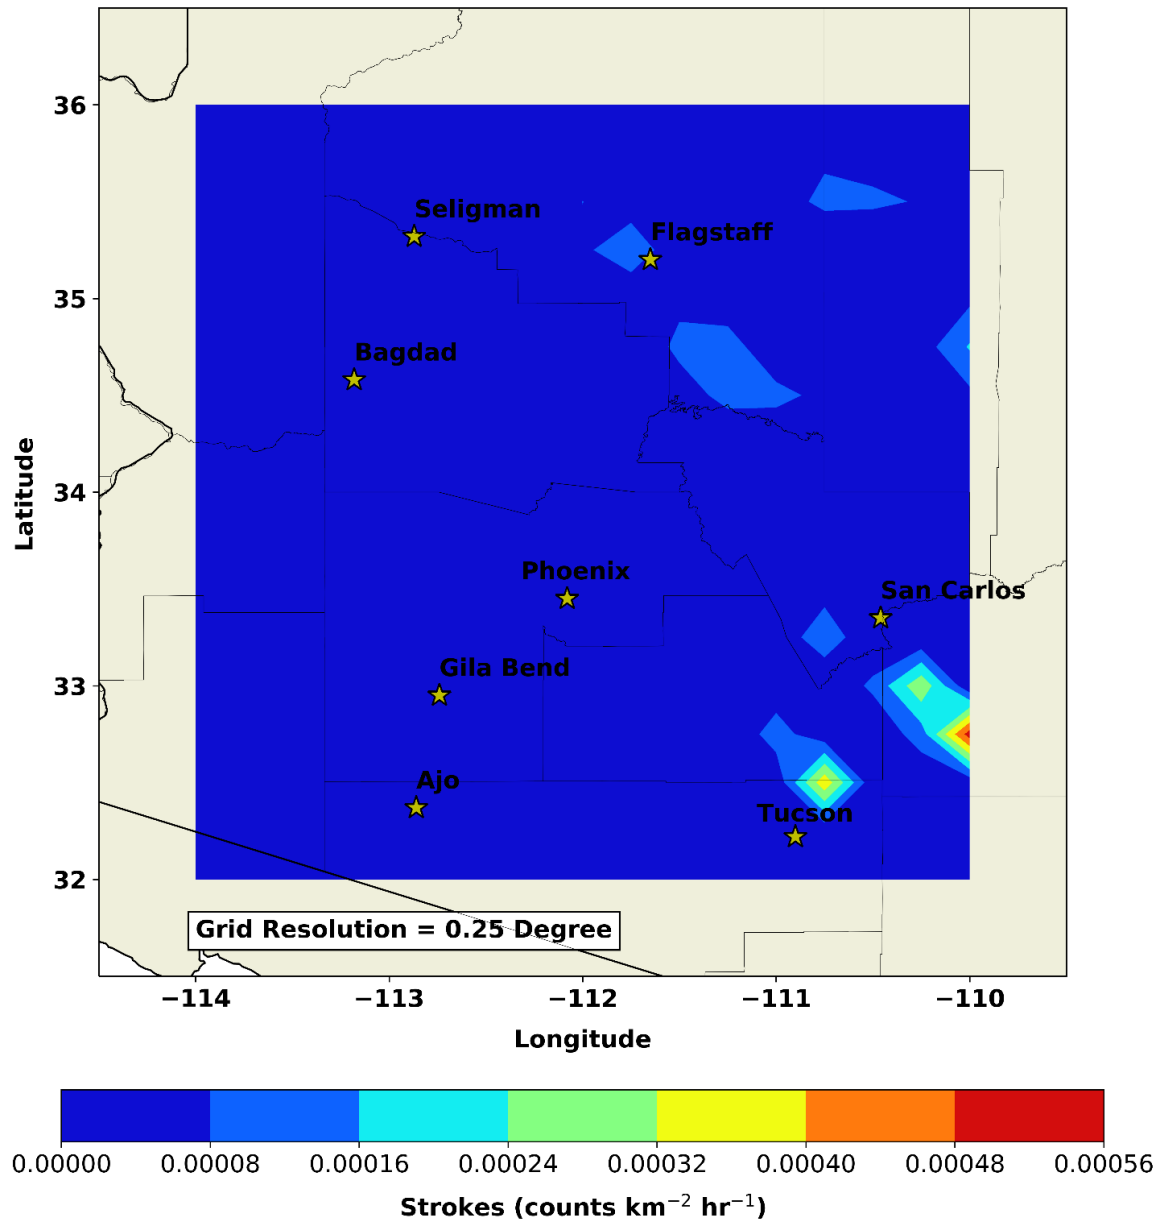 36
Seligman
Flagstaff
35
Bagdad
Latitude
34
Phoenix
San Carlos
33
Gila Bend
Ajo
Tucson
32
Grid Resolution = 0.25 Degree
−114 −113 −112 −111 −110
Longitude
0.00000 0.00008 0.00016 0.00024 0.00032 0.00040 0.00048 0.00056
Strokes (counts km⁻² hr⁻¹)